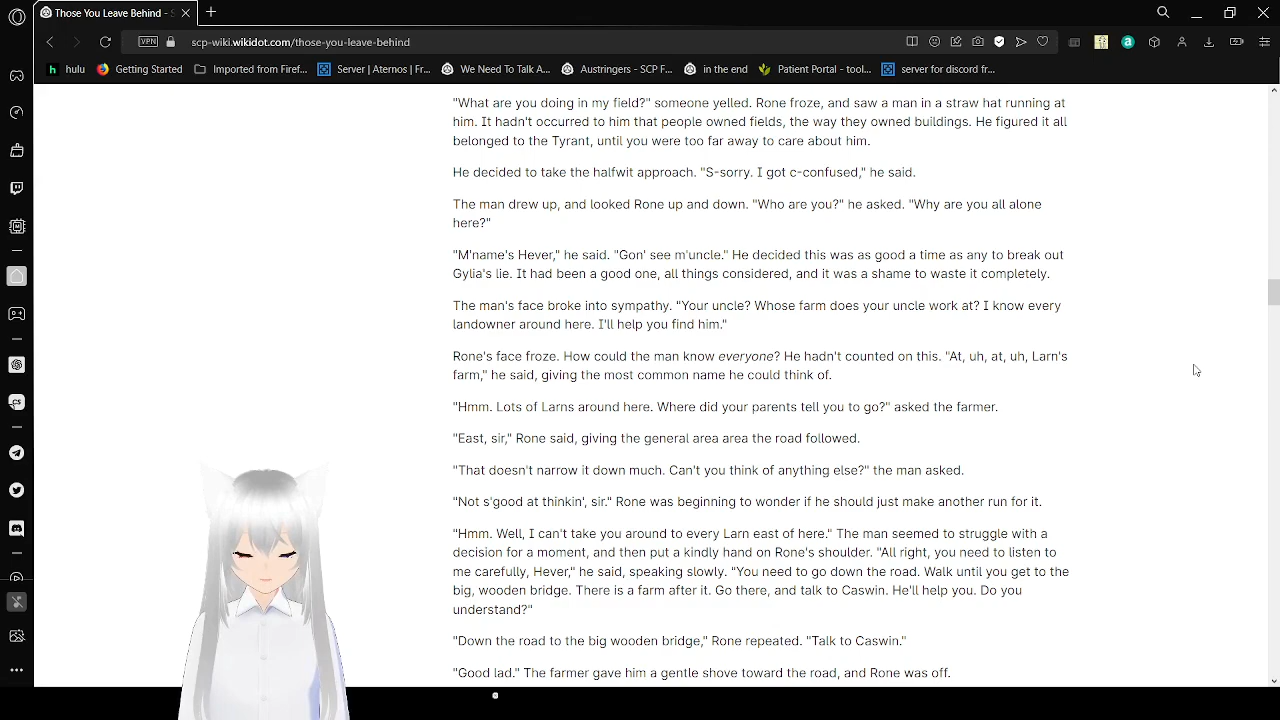 Those You Leave Behind - S
scp-wiki.wikidot.com/those-you-leave-behind
VPN
hulu
Getting Started
Imported from Firef...
Server | Aternos | Fr...
We Need To Talk A...
Austringers - SCP F...
in the end
Patient Portal - tool...
server for discord fr...
"What are you doing in my field?" someone yelled. Rone froze, and saw a man in a straw hat running at
him. It hadn't occurred to him that people owned fields, the way they owned buildings. He figured it all
belonged to the Tyrant, until you were too far away to care about him.
He decided to take the halfwit approach. "S-sorry. I got c-confused," he said.
The man drew up, and looked Rone up and down. "Who are you?" he asked. "Why are you all alone
here?"
"M'name's Hever," he said. "Gon' see m'uncle." He decided this was as good a time as any to break out
Gylia's lie. It had been a good one, all things considered, and it was a shame to waste it completely.
The man's face broke into sympathy. "Your uncle? Whose farm does your uncle work at? I know every
landowner around here. I'll help you find him."
Rone's face froze. How could the man know everyone? He hadn't counted on this. "At, uh, at, uh, Larn's
farm," he said, giving the most common name he could think of.
"Hmm. Lots of Larns around here. Where did your parents tell you to go?" asked the farmer.
"East, sir," Rone said, giving the general area area the road followed.
"That doesn't narrow it down much. Can't you think of anything else?" the man asked.
"Not s'good at thinkin', sir." Rone was beginning to wonder if he should just make another run for it.
"Hmm. Well, I can't take you around to every Larn east of here." The man seemed to struggle with a
decision for a moment, and then put a kindly hand on Rone's shoulder. "All right, you need to listen to
me carefully, Hever," he said, speaking slowly. "You need to go down the road. Walk until you get to the
big, wooden bridge. There is a farm after it. Go there, and talk to Caswin. He'll help you. Do you
understand?"
"Down the road to the big wooden bridge," Rone repeated. "Talk to Caswin."
"Good lad." The farmer gave him a gentle shove toward the road, and Rone was off.